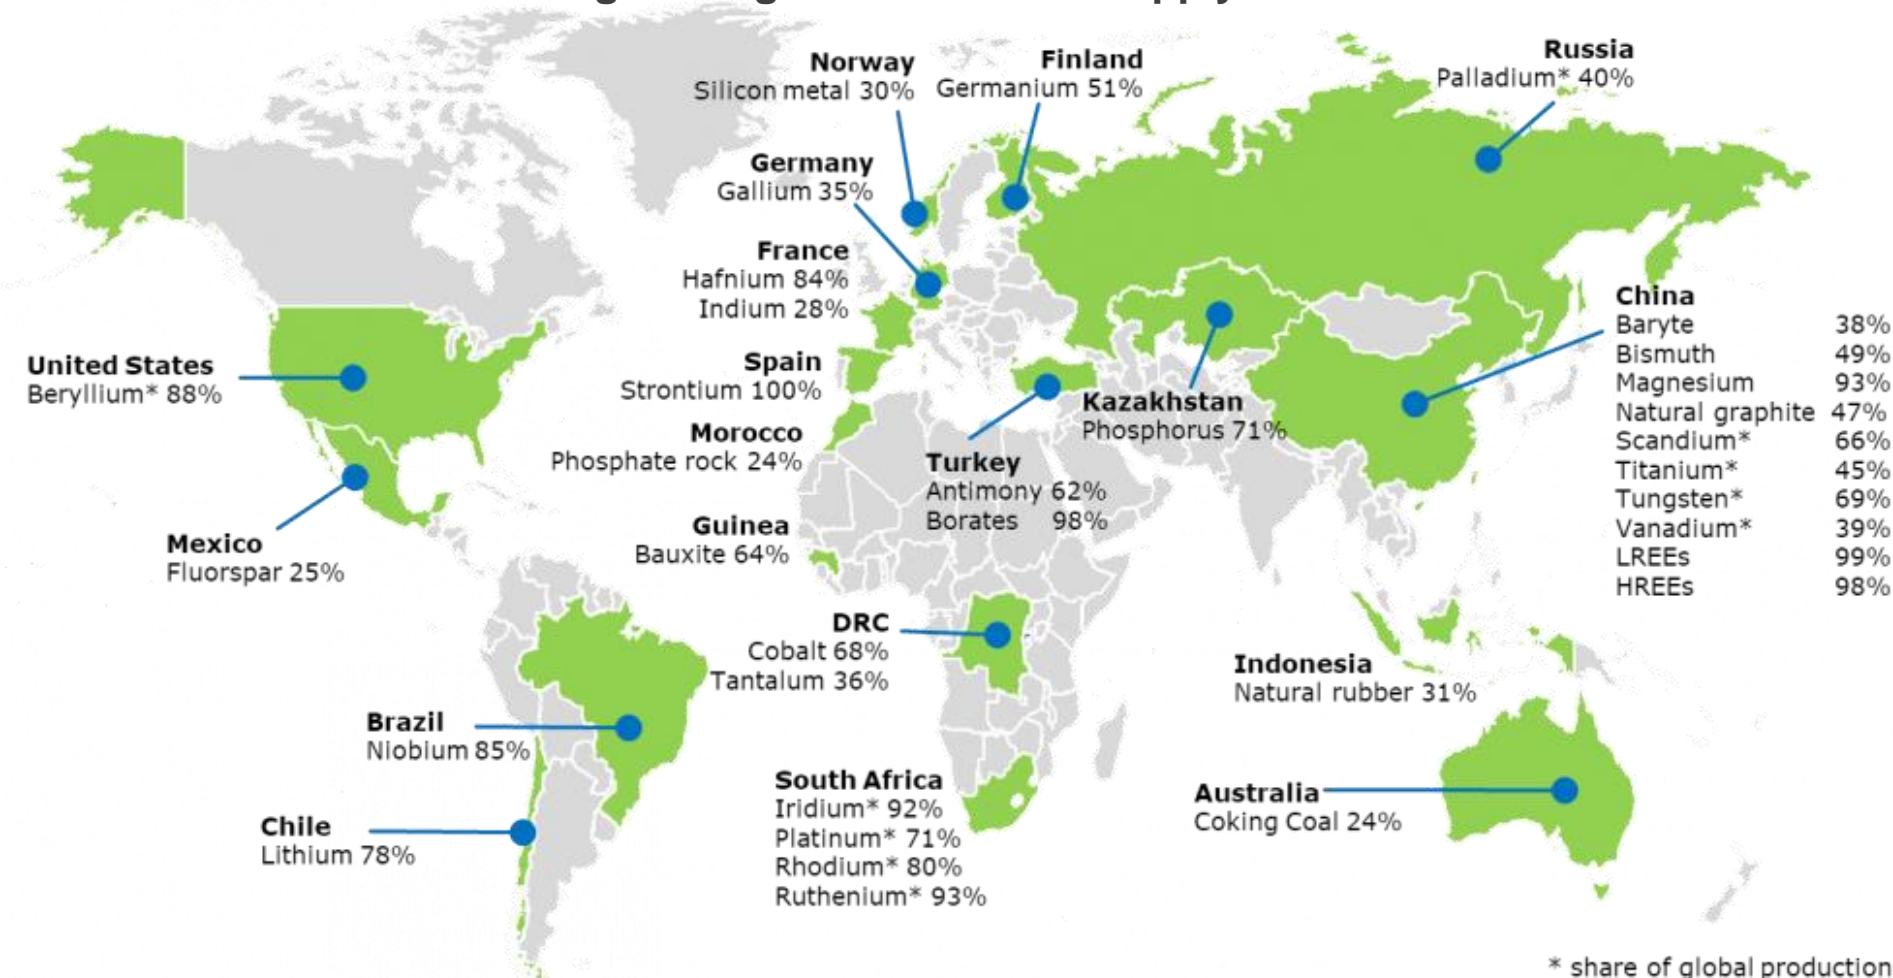 Norway
Silicon metal 30%
Finland
Germanium 51%
Russia
Palladium* 40%
Germany
Gallium 35%
France
Hafnium 84%
Indium 28%
China
Baryte 38%
Bismuth 49%
Magnesium 93%
Natural graphite 47%
Scandium* 66%
Titanium* 45%
Tungsten* 69%
Vanadium* 39%
LREEs 99%
HREEs 98%
United States
Beryllium* 88%
Spain
Strontium 100%
Kazakhstan
Phosphorus 71%
Morocco
Phosphate rock 24%
Turkey
Antimony 62%
Borates 98%
Mexico
Fluorspar 25%
Guinea
Bauxite 64%
DRC
Cobalt 68%
Tantalum 36%
Indonesia
Natural rubber 31%
Brazil
Niobium 85%
South Africa
Iridium* 92%
Platinum* 71%
Rhodium* 80%
Ruthenium* 93%
Australia
Coking Coal 24%
Chile
Lithium 78%
* share of global production